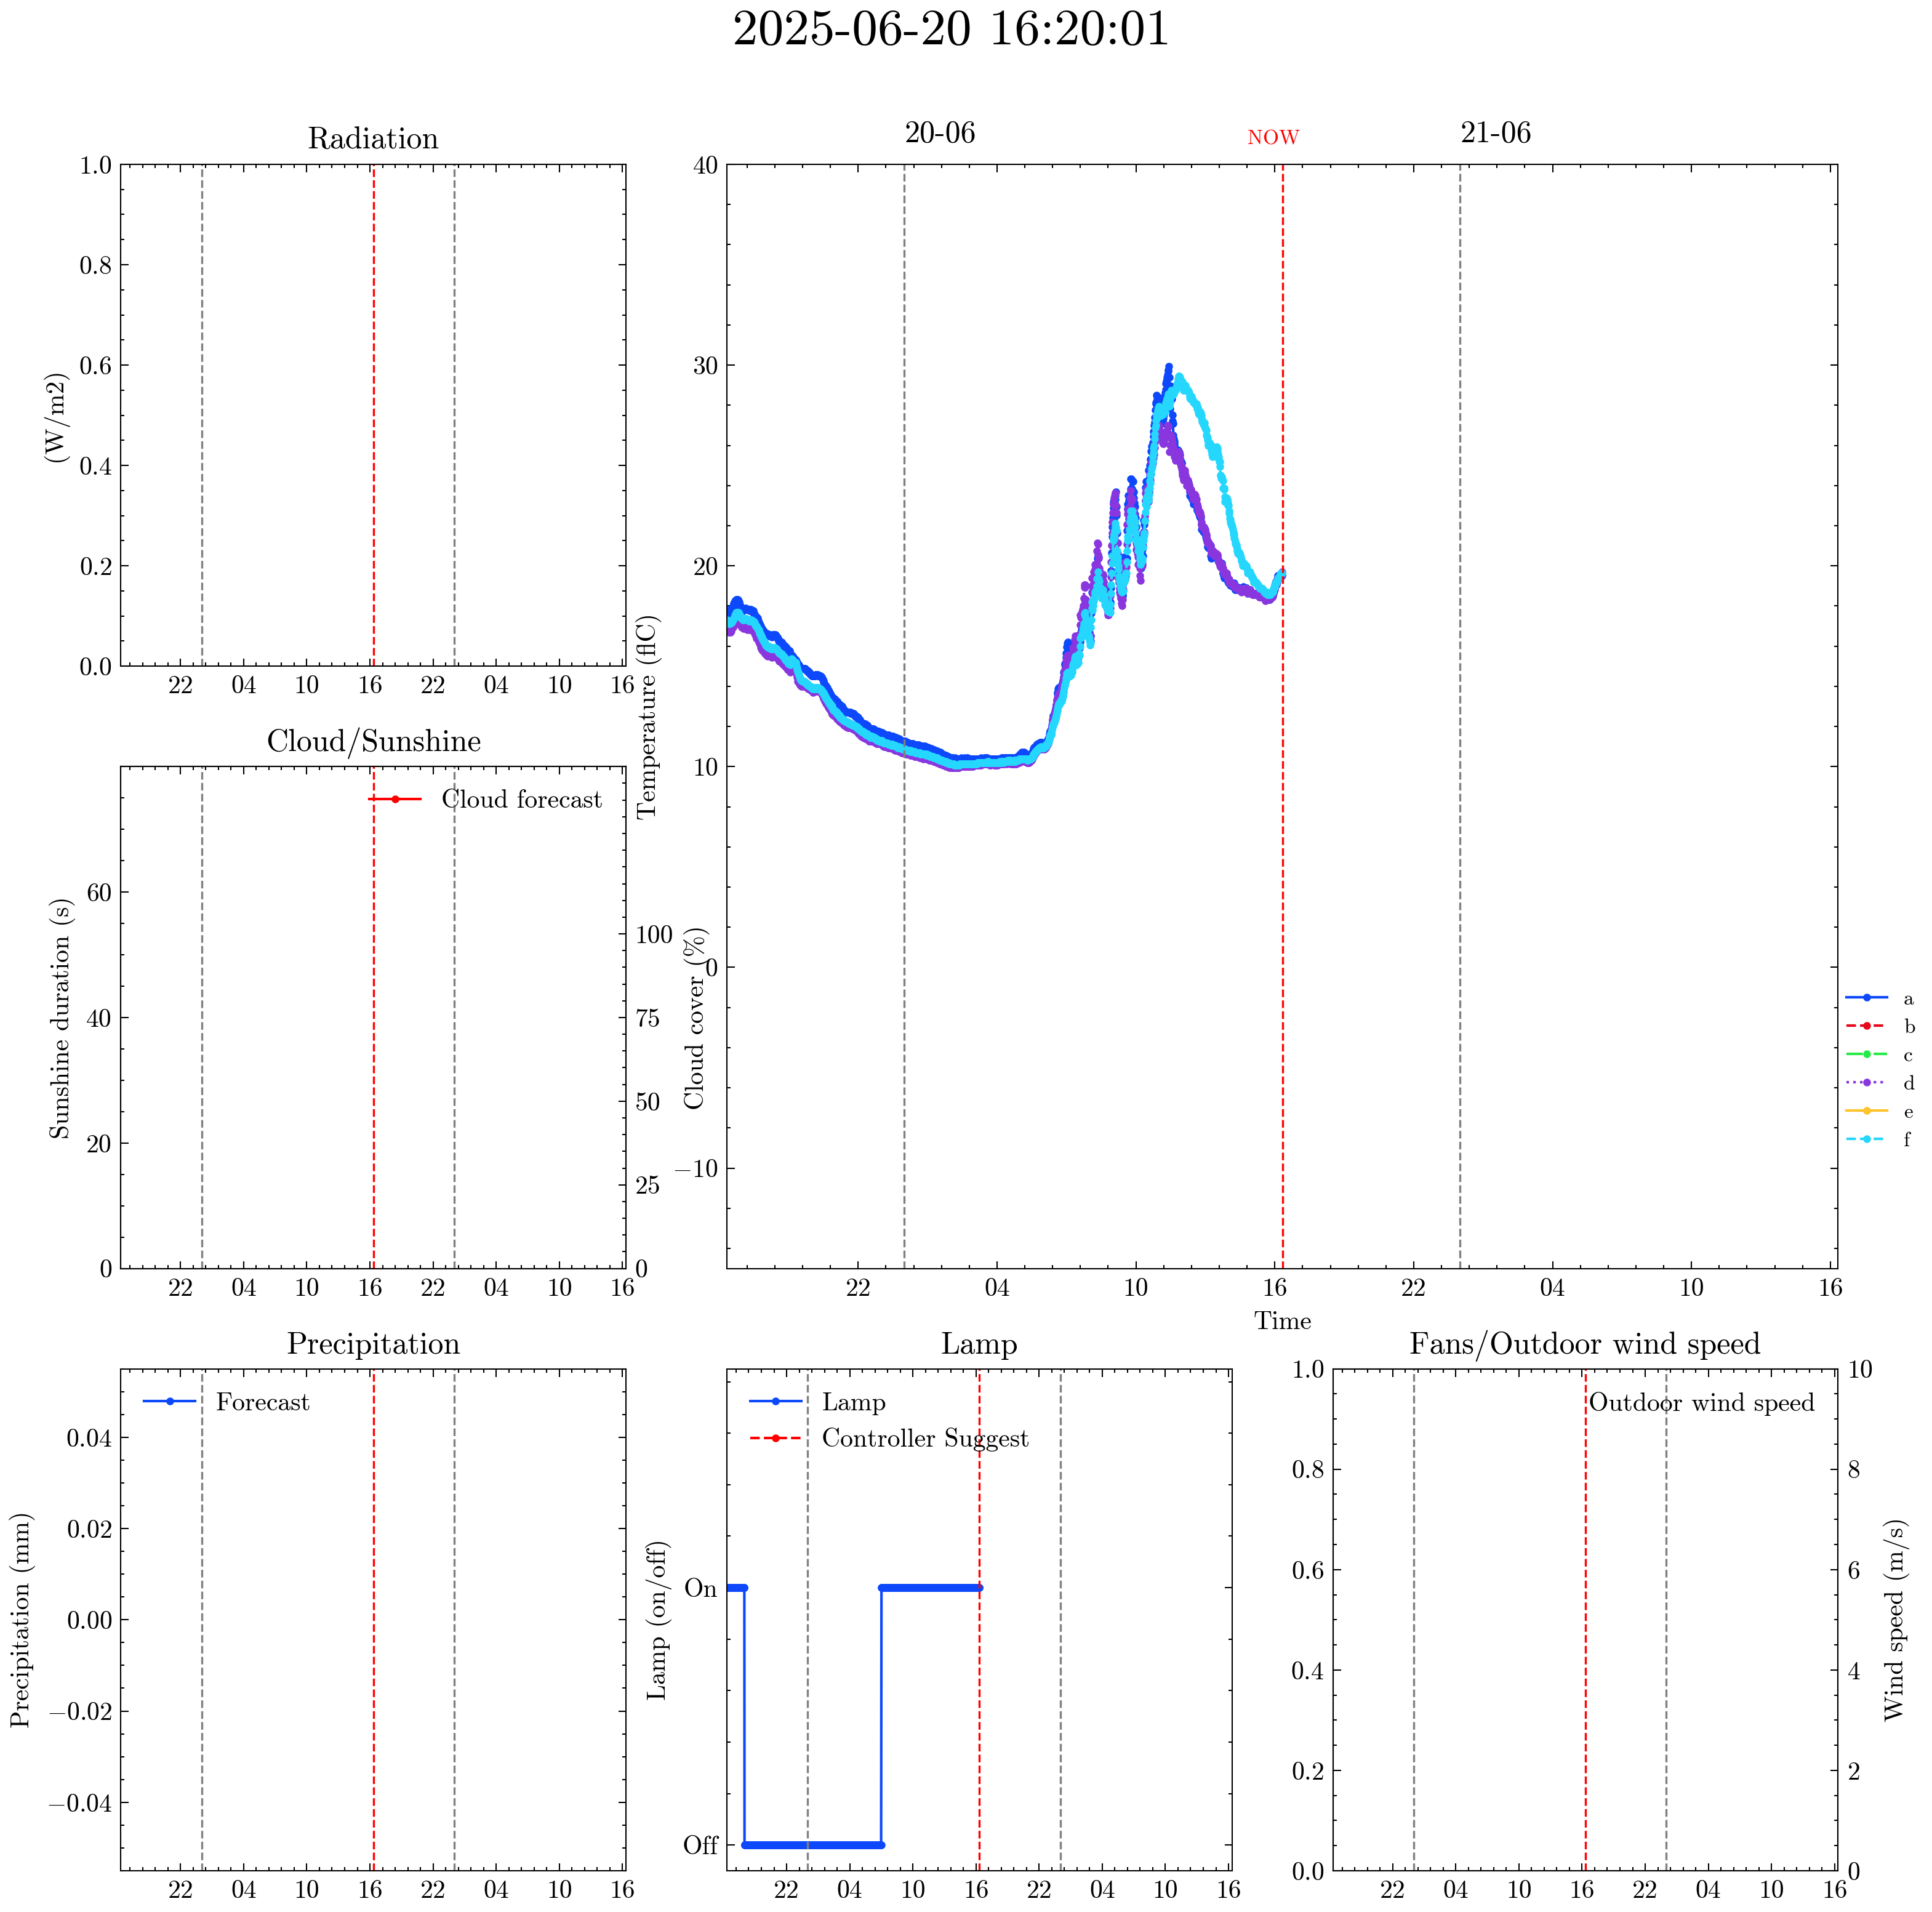 2025-06-20 16:20:01
Radiation
1.0
0.8
0.6
0.4
0.2
0.0
(W/m2)
22 04 10 16 22 04 10 16
20-06 NOW 21-06
40
30
20
10
0
−10
Temperature (flC)
22 04 10 16 22 04 10 16
Time
a
b
c
d
e
f
Cloud/Sunshine
Cloud forecast
60
40
20
0
Sunshine duration (s)
100
75
50
25
0
Cloud cover (%)
22 04 10 16 22 04 10 16
Precipitation
Forecast
0.04
0.02
0.00
−0.02
−0.04
Precipitation (mm)
22 04 10 16 22 04 10 16
Lamp
Lamp
Controller Suggest
On
Off
Lamp (on/off)
22 04 10 16 22 04 10 16
Fans/Outdoor wind speed
Outdoor wind speed
1.0
0.8
0.6
0.4
0.2
0.0
10
8
6
4
2
0
Wind speed (m/s)
22 04 10 16 22 04 10 16